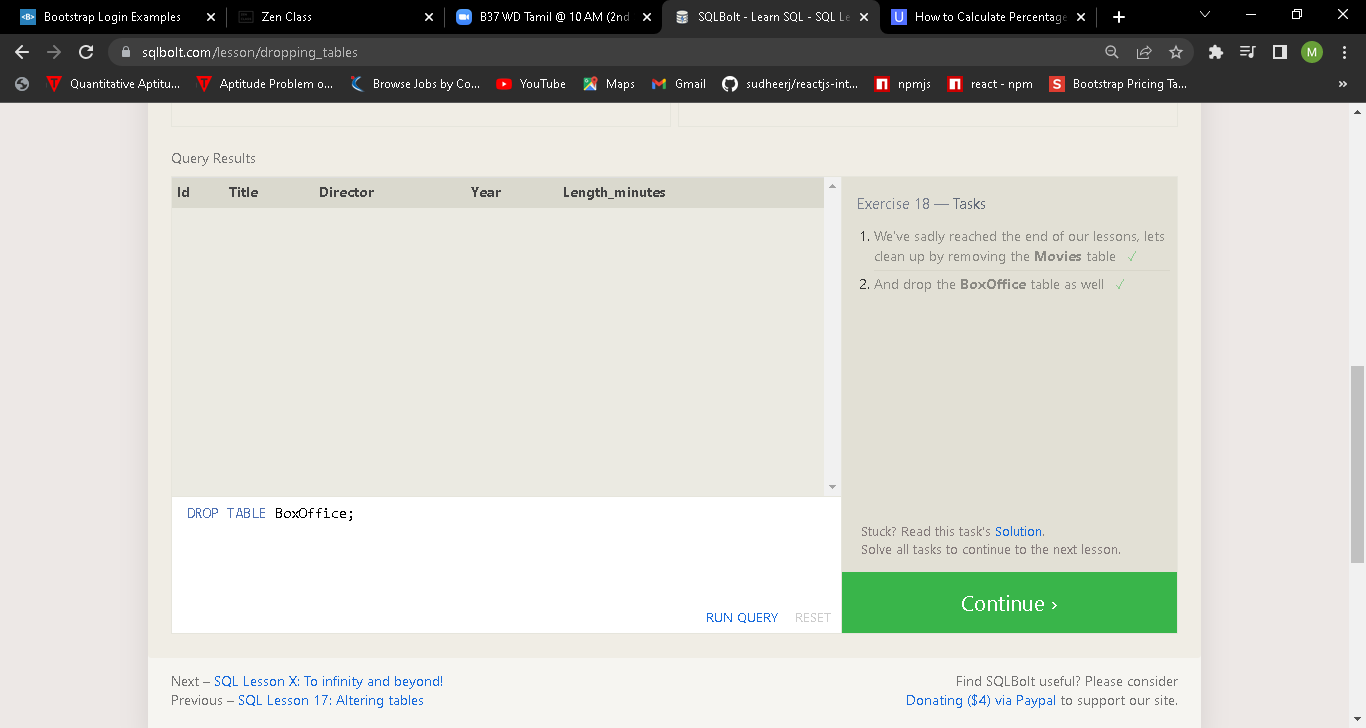 Bootstrap Login Examples
Zen Class
B37 WD Tamil @ 10 AM (2nd
SQLBolt - Learn SQL - SQL Le
How to Calculate Percentage
sqlbolt.com/lesson/dropping_tables
M
Quantitative Aptitu...
Aptitude Problem o...
Browse Jobs by Co...
YouTube
Maps
Gmail
sudheerj/reactjs-int...
npmjs
react - npm
Bootstrap Pricing Ta...
»
Query Results
Id Title Director Year Length_minutes
Exercise 18 — Tasks
1. We've sadly reached the end of our lessons, lets
clean up by removing the Movies table ✓
2. And drop the BoxOffice table as well ✓
DROP TABLE BoxOffice;
RUN QUERY RESET
Stuck? Read this task's Solution.
Solve all tasks to continue to the next lesson.
Continue ›
Next – SQL Lesson X: To infinity and beyond!
Previous – SQL Lesson 17: Altering tables
Find SQLBolt useful? Please consider
Donating ($4) via Paypal to support our site.